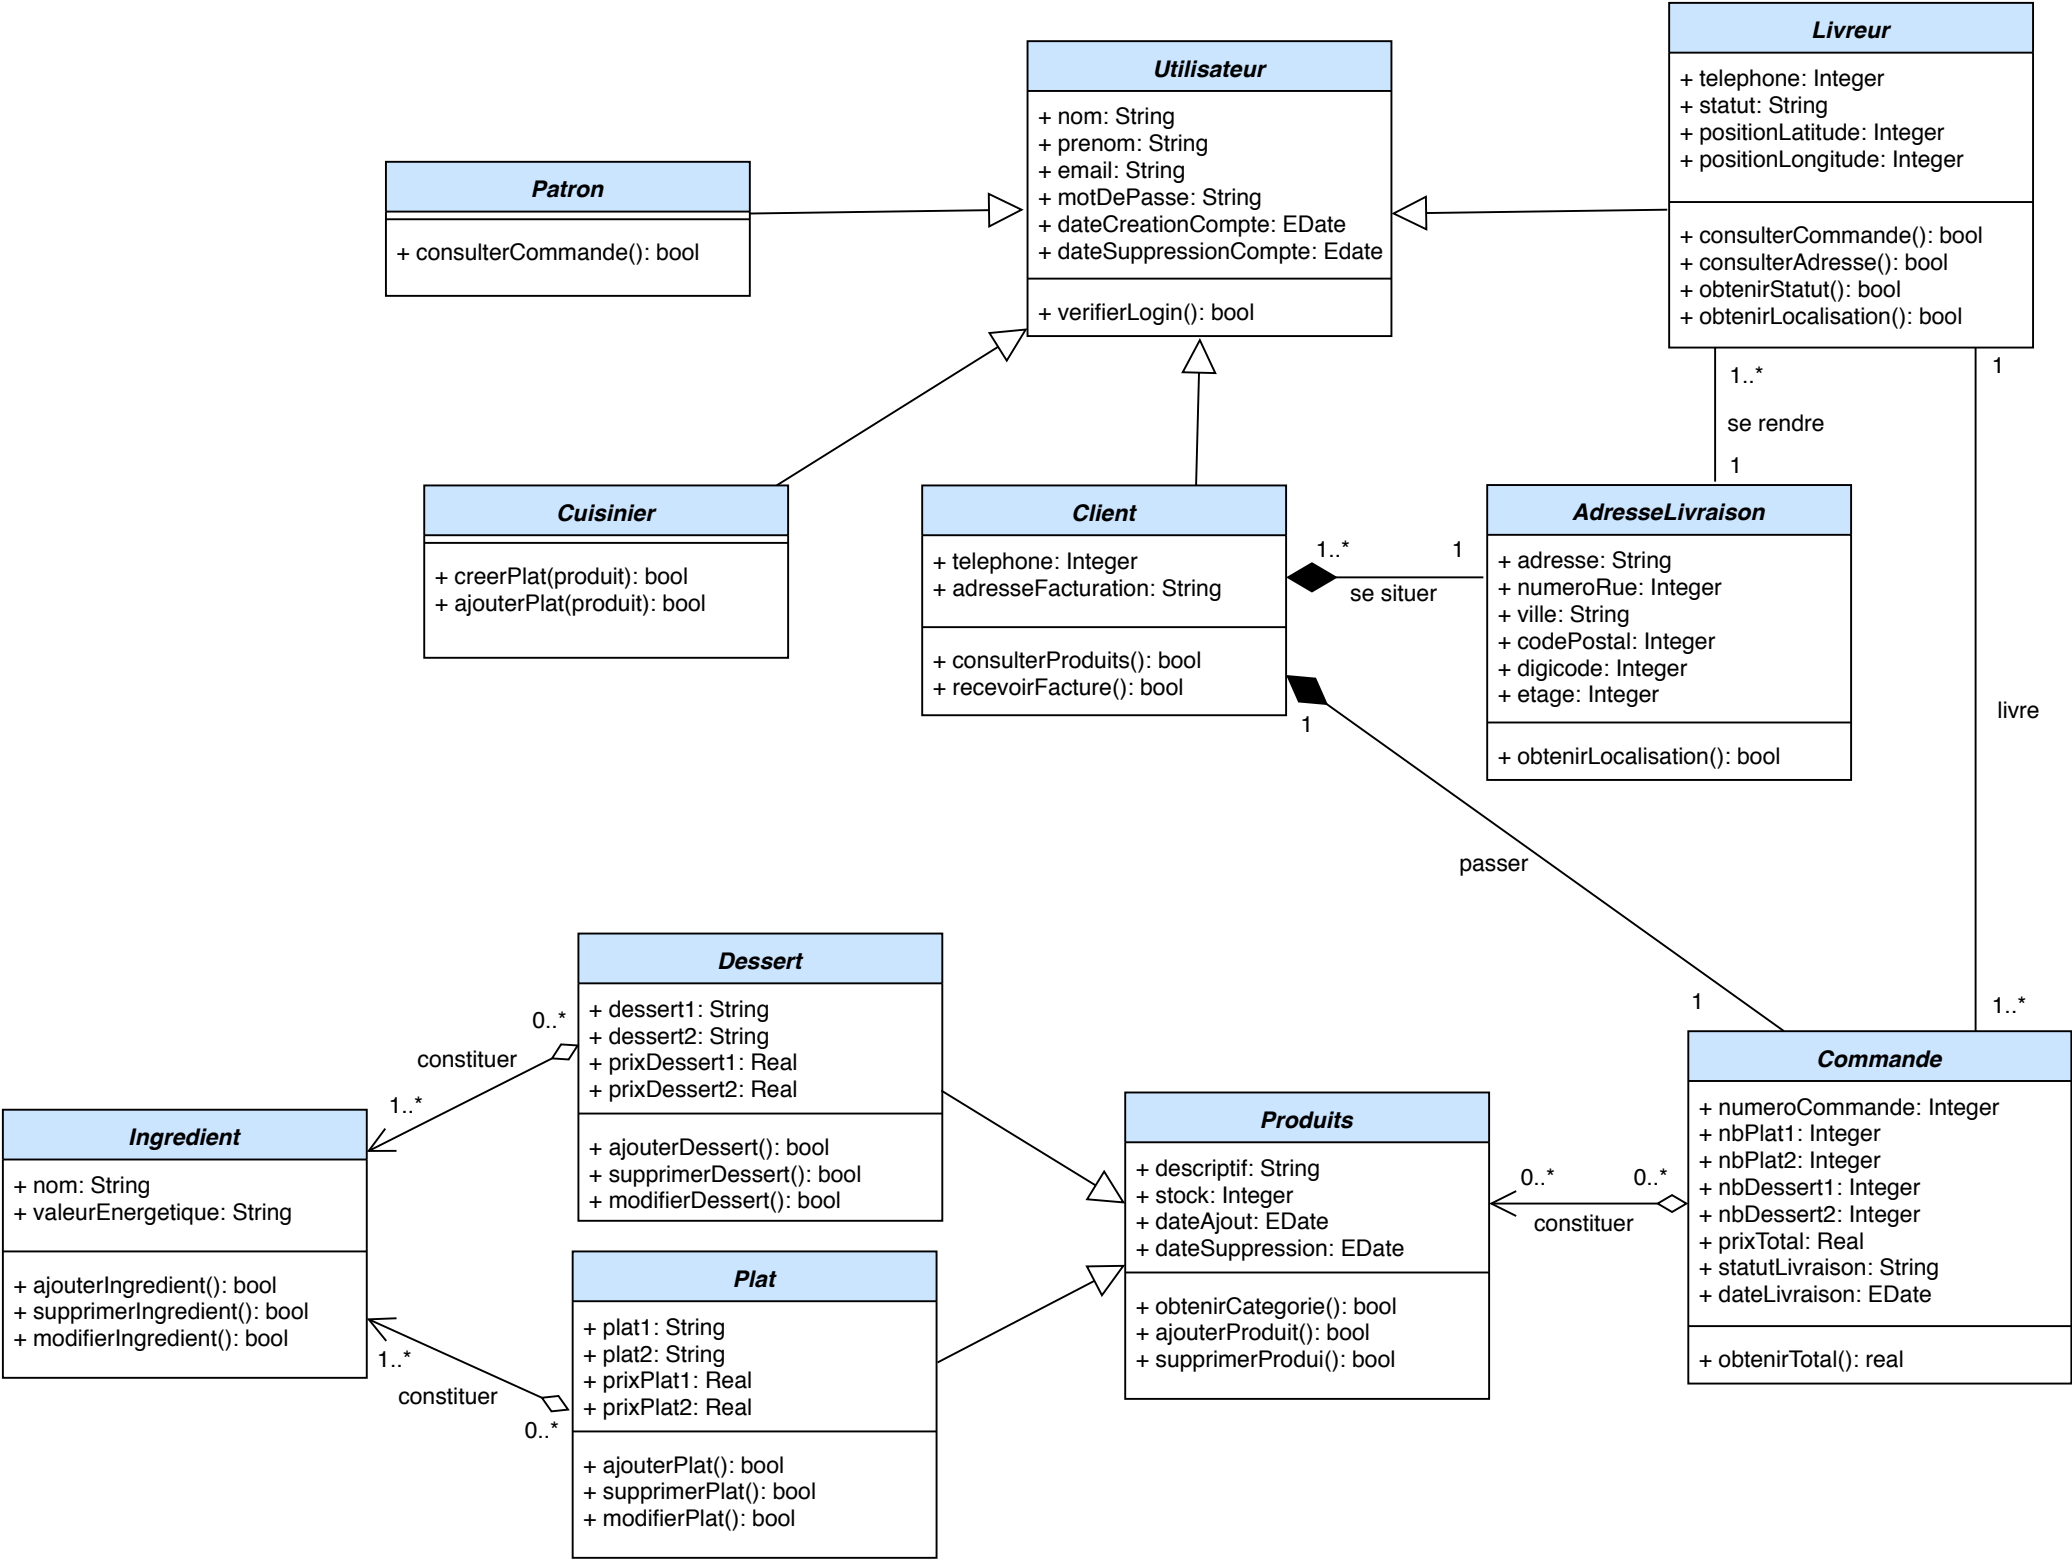 Livreur
+ telephone: Integer
+ statut: String
+ positionLatitude: Integer
+ positionLongitude: Integer
+ consulterCommande(): bool
+ consulterAdresse(): bool
+ obtenirStatut(): bool
+ obtenirLocalisation(): bool
Utilisateur
+ nom: String
+ prenom: String
+ email: String
+ motDePasse: String
+ dateCreationCompte: EDate
+ dateSuppressionCompte: Edate
+ verifierLogin(): bool
Patron
+ consulterCommande(): bool
1..*
se rendre
1
1
livre
1..*
Cuisinier
+ creerPlat(produit): bool
+ ajouterPlat(produit): bool
Client
+ telephone: Integer
+ adresseFacturation: String
+ consulterProduits(): bool
+ recevoirFacture(): bool
1..*
1
se situer
AdresseLivraison
+ adresse: String
+ numeroRue: Integer
+ ville: String
+ codePostal: Integer
+ digicode: Integer
+ etage: Integer
+ obtenirLocalisation(): bool
1
passer
1
Dessert
+ dessert1: String
+ dessert2: String
+ prixDessert1: Real
+ prixDessert2: Real
+ ajouterDessert(): bool
+ supprimerDessert(): bool
+ modifierDessert(): bool
0..*
constituer
1..*
Ingredient
+ nom: String
+ valeurEnergetique: String
+ ajouterIngredient(): bool
+ supprimerIngredient(): bool
+ modifierIngredient(): bool
1..*
constituer
0..*
Plat
+ plat1: String
+ plat2: String
+ prixPlat1: Real
+ prixPlat2: Real
+ ajouterPlat(): bool
+ supprimerPlat(): bool
+ modifierPlat(): bool
Produits
+ descriptif: String
+ stock: Integer
+ dateAjout: EDate
+ dateSuppression: EDate
+ obtenirCategorie(): bool
+ ajouterProduit(): bool
+ supprimerProdui(): bool
0..*
0..*
constituer
Commande
+ numeroCommande: Integer
+ nbPlat1: Integer
+ nbPlat2: Integer
+ nbDessert1: Integer
+ nbDessert2: Integer
+ prixTotal: Real
+ statutLivraison: String
+ dateLivraison: EDate
+ obtenirTotal(): real